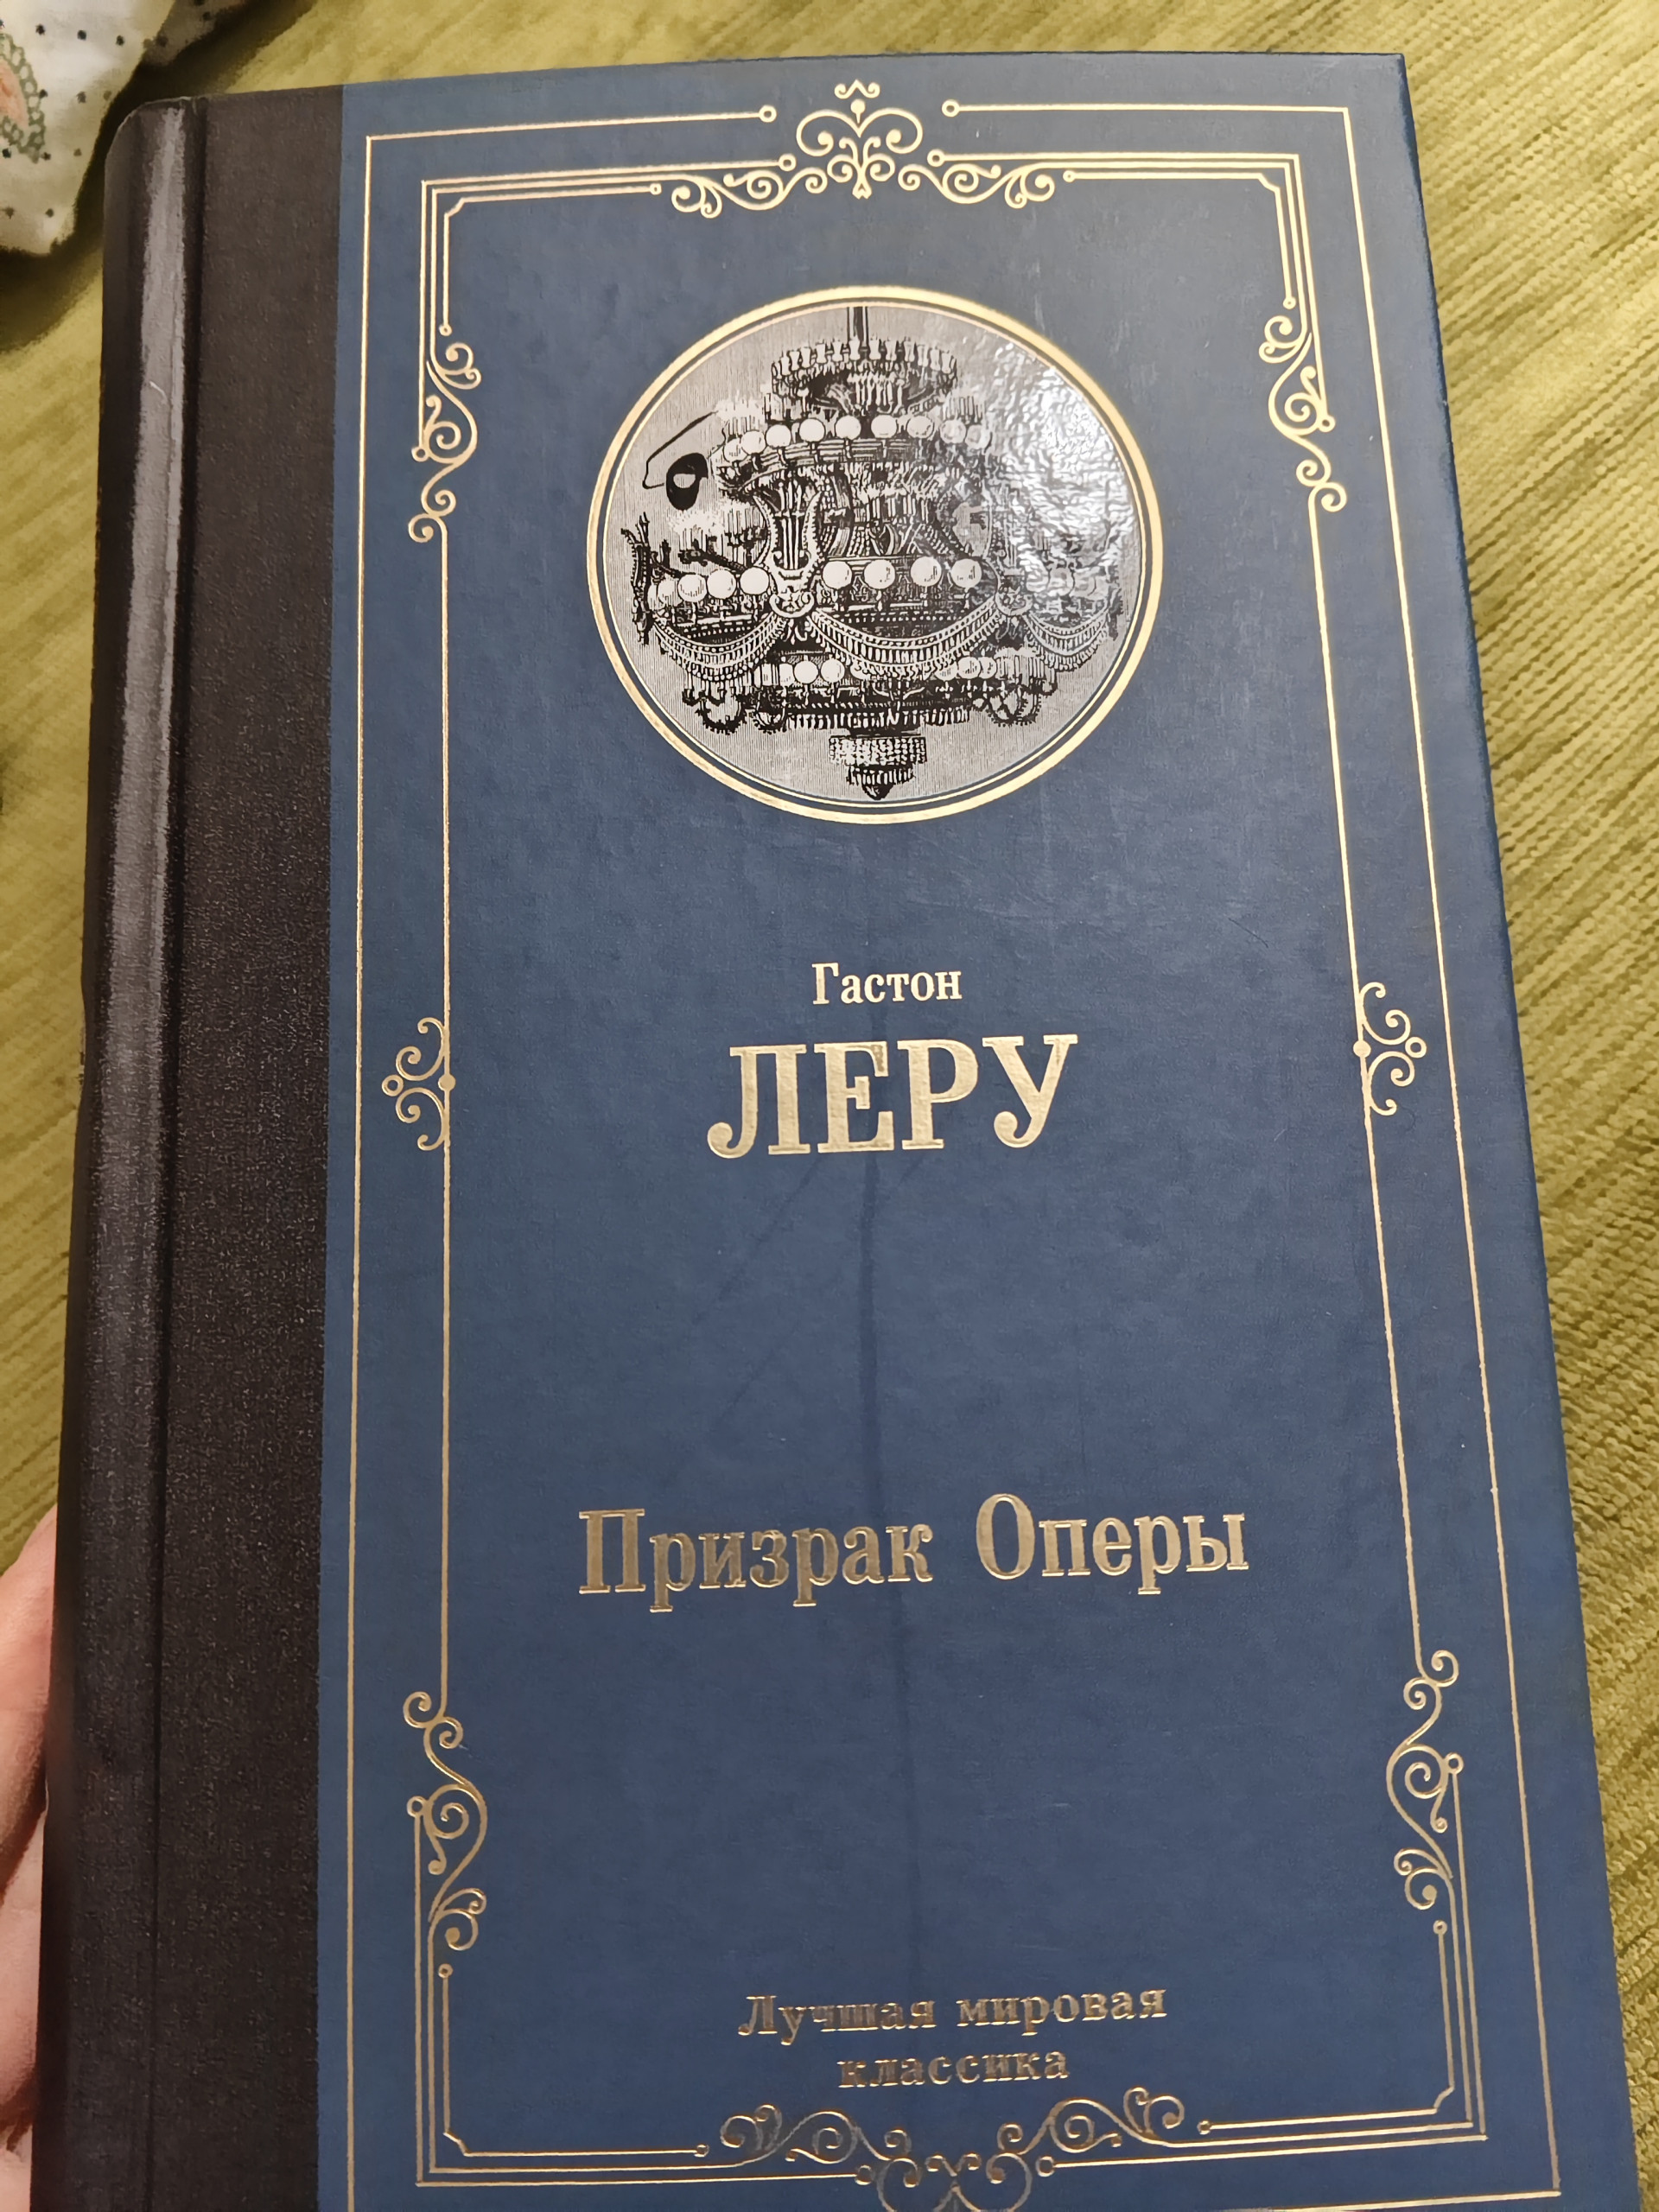 Гастон
ЛЕРУ
Призрак Оперы
Лучшая мировая
классика